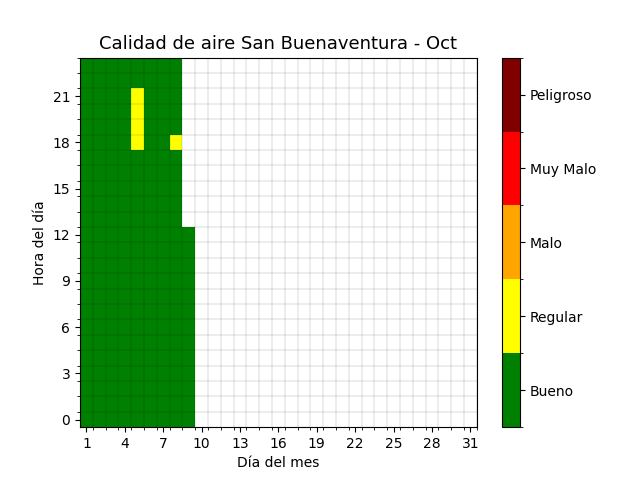 Calidad de aire San Buenaventura - Oct
21
18
15
12
9
6
3
0
Hora del día
1 4 7 10 13 16 19 22 25 28 31
Día del mes
Peligroso
Muy Malo
Malo
Regular
Bueno